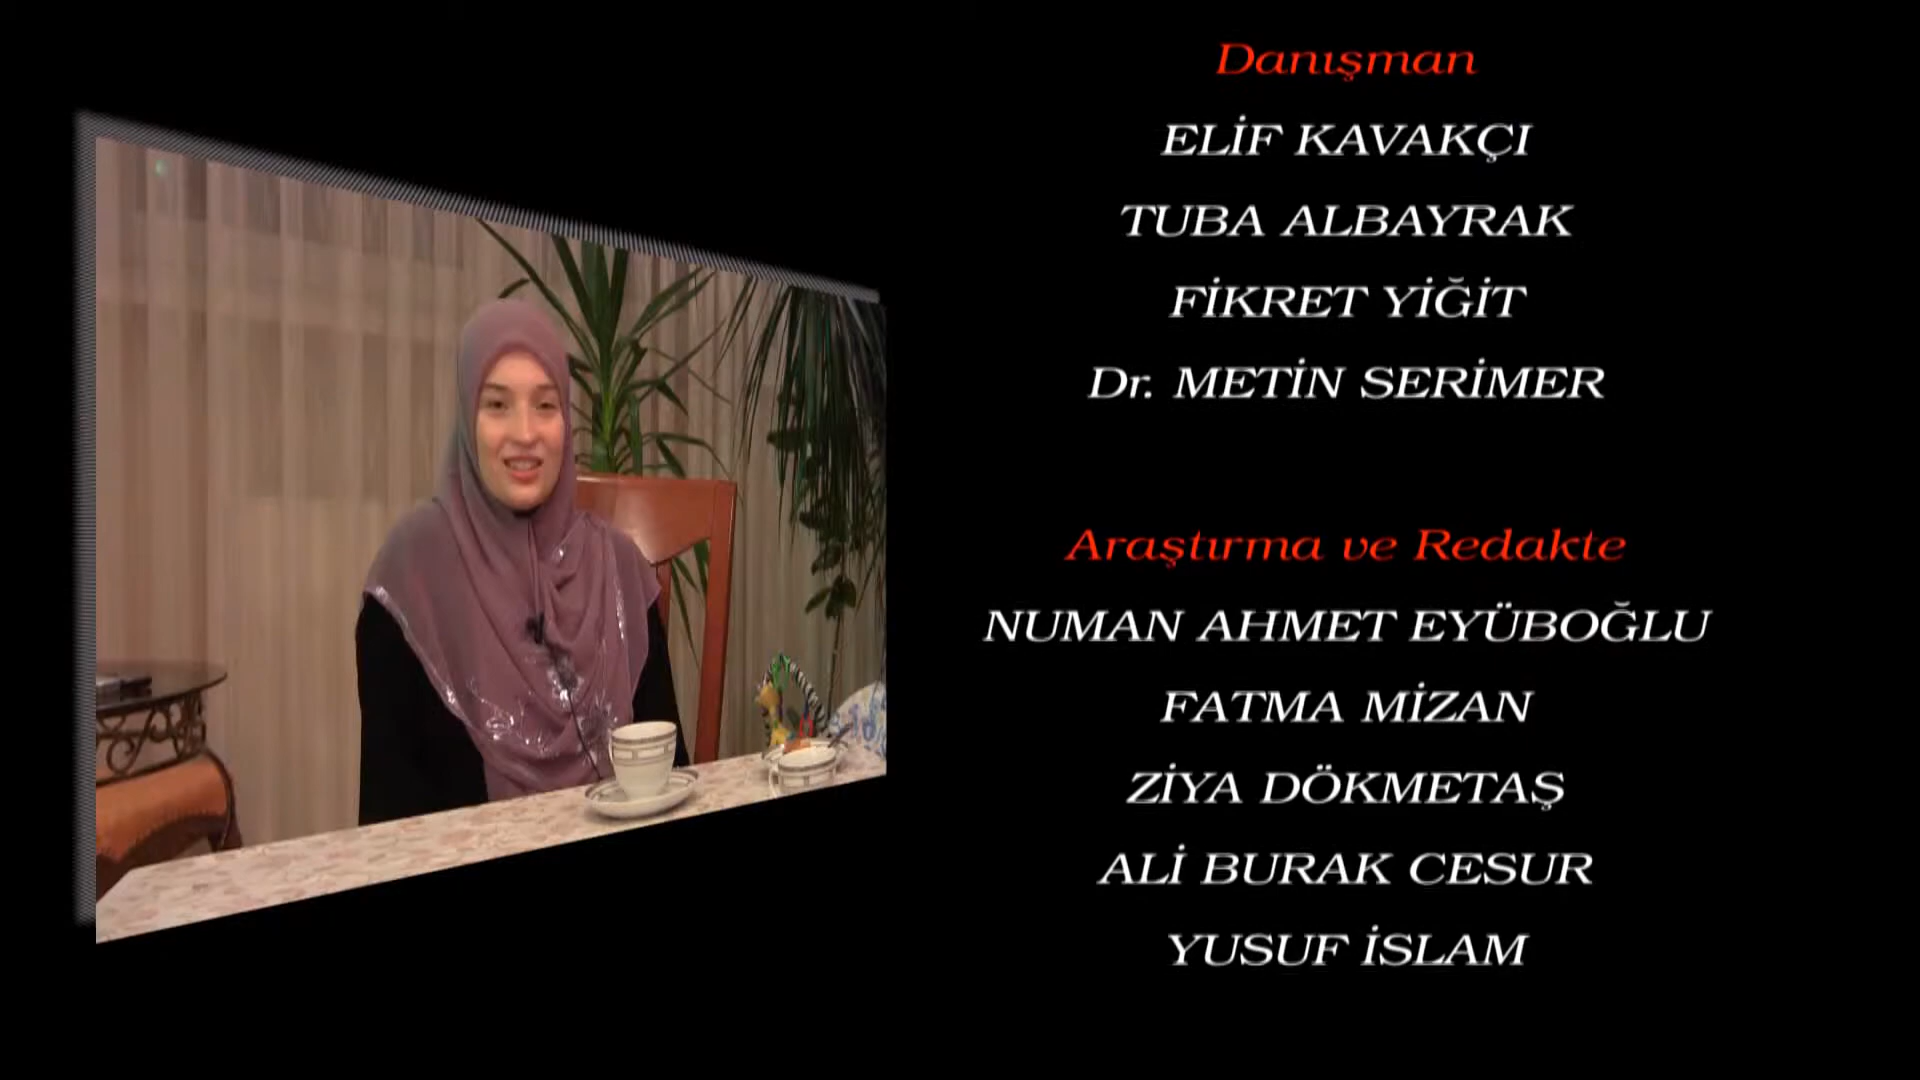 Danışman
ELİF KAVAKÇI
TUBA ALBAYRAK
FİKRET YİĞİT
Dr. METİN SERİMER
Araştırma ve Redakte
NUMAN AHMET EYÜBOĞLU
FATMA MİZAN
ZİYA DÖKMETAŞ
ALİ BURAK CESUR
YUSUF İSLAM